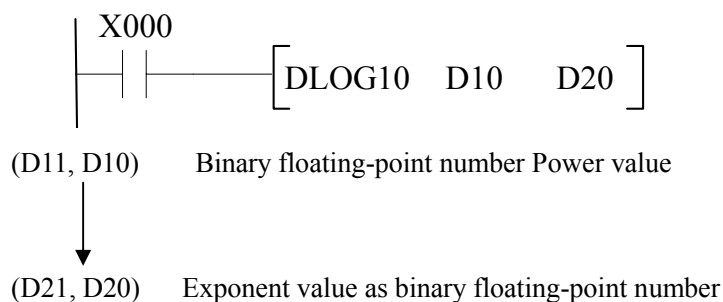 X000
DLOG10 D10 D20
(D11, D10) Binary floating-point number Power value
(D21, D20) Exponent value as binary floating-point number